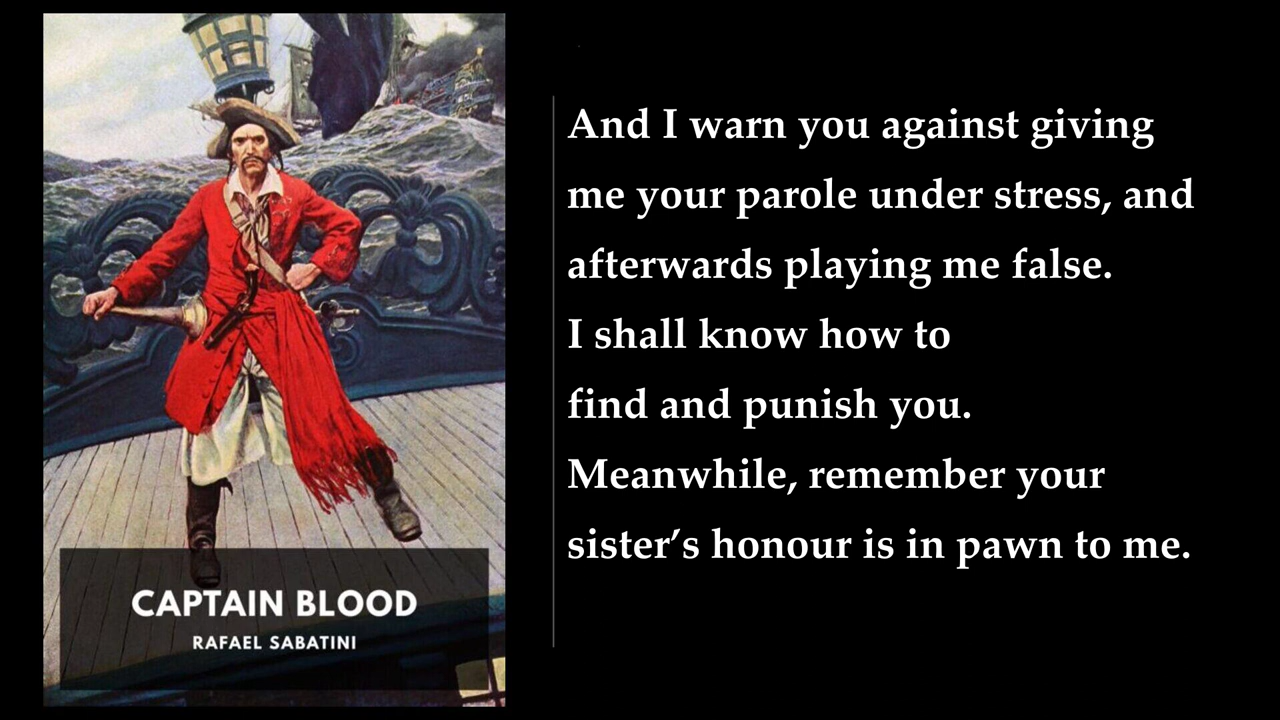 And I warn you against giving
me your parole under stress, and
afterwards playing me false.
I shall know how to
find and punish you.
Meanwhile, remember your
sister’s honour is in pawn to me.
CAPTAIN BLOOD
RAFAEL SABATINI